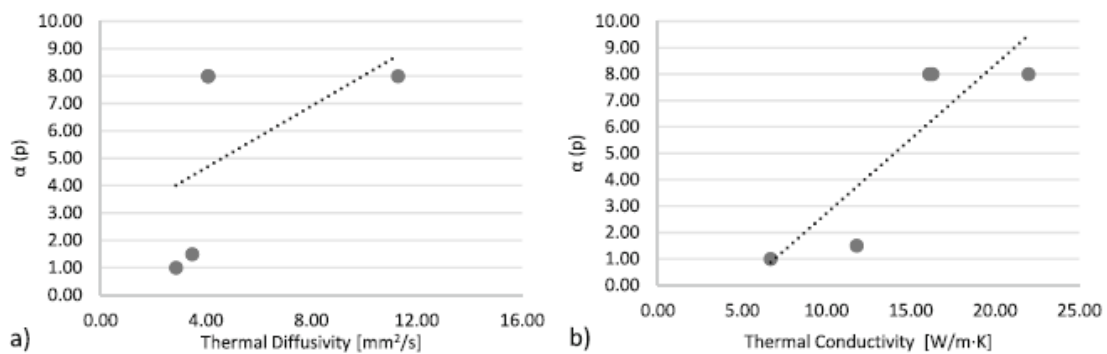 10.00
9.00
8.00
7.00
6.00
5.00
4.00
3.00
2.00
1.00
0.00
α (p)
0.00 4.00 8.00 12.00 16.00
Thermal Diffusivity [mm²/s]
a)
10.00
9.00
8.00
7.00
6.00
5.00
4.00
3.00
2.00
1.00
0.00
α (p)
0.00 5.00 10.00 15.00 20.00 25.00
Thermal Conductivity [W/m·K]
b)